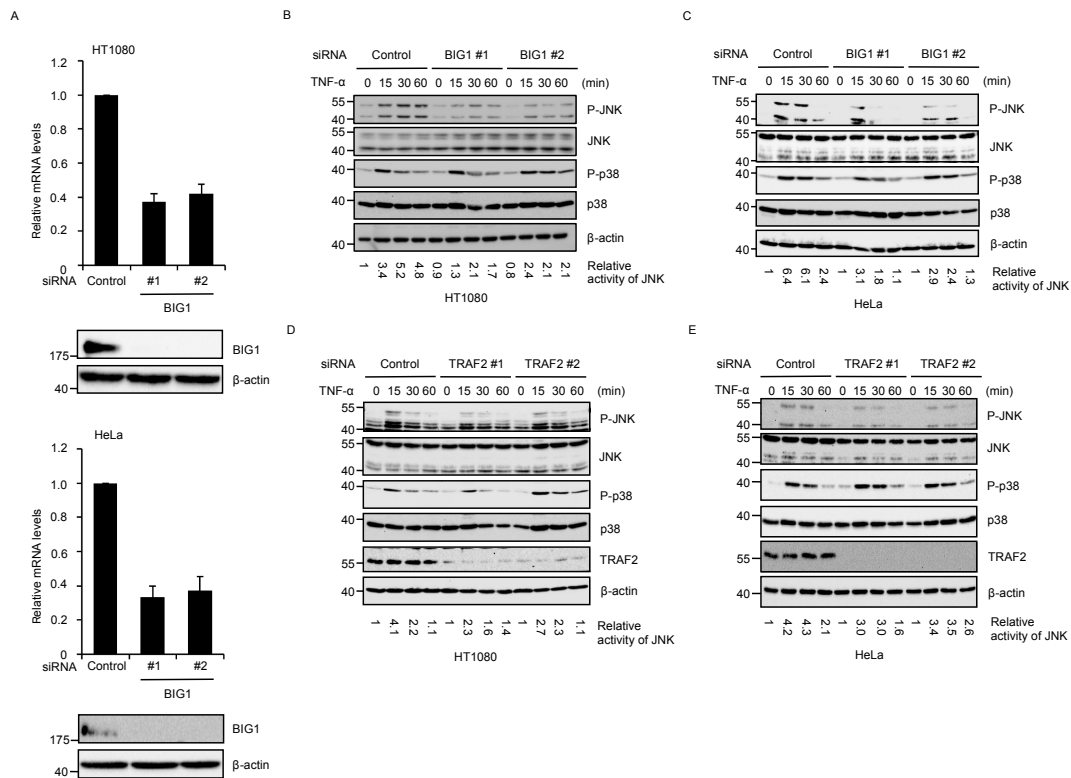 A
HT1080
1.2
1.0
0.8
0.6
0.4
0.2
0
Relative mRNA levels
siRNA Control #1 #2
BIG1
175
BIG1
40
β-actin
HeLa
1.2
1.0
0.8
0.6
0.4
0.2
0
Relative mRNA levels
siRNA Control #1 #2
BIG1
175
BIG1
40
β-actin
B
siRNA Control BIG1 #1 BIG1 #2
TNF-α 0 15 30 60 0 15 30 60 0 15 30 60 (min)
55
40
P-JNK
55
40
JNK
40
P-p38
40
p38
40
β-actin
1 3.4 5.2 4.8 0.9 1.3 2.1 1.7 0.8 2.4 2.1 2.1 Relative
activity of JNK
HT1080
C
siRNA Control BIG1 #1 BIG1 #2
TNF-α 0 15 30 60 0 15 30 60 0 15 30 60 (min)
55
40
P-JNK
55
40
JNK
40
P-p38
40
p38
40
β-actin
1 6.4 6.1 2.4 1 3.1 1.8 1.1 1 2.9 2.4 1.3 Relative
activity of JNK
HeLa
D
siRNA Control TRAF2 #1 TRAF2 #2
TNF-α 0 15 30 60 0 15 30 60 0 15 30 60 (min)
55
40
P-JNK
55
40
JNK
40
P-p38
40
p38
55
TRAF2
40
β-actin
1 4.1 2.2 1.1 1 2.3 1.6 1.4 1 2.7 2.3 1.1 Relative
activity of JNK
HT1080
E
siRNA Control TRAF2 #1 TRAF2 #2
TNF-α 0 15 30 60 0 15 30 60 0 15 30 60 (min)
55
40
P-JNK
55
40
JNK
40
P-p38
40
p38
55
TRAF2
40
β-actin
1 4.2 4.3 2.1 1 3.0 3.0 1.6 1 3.4 3.5 2.6 Relative
activity of JNK
HeLa